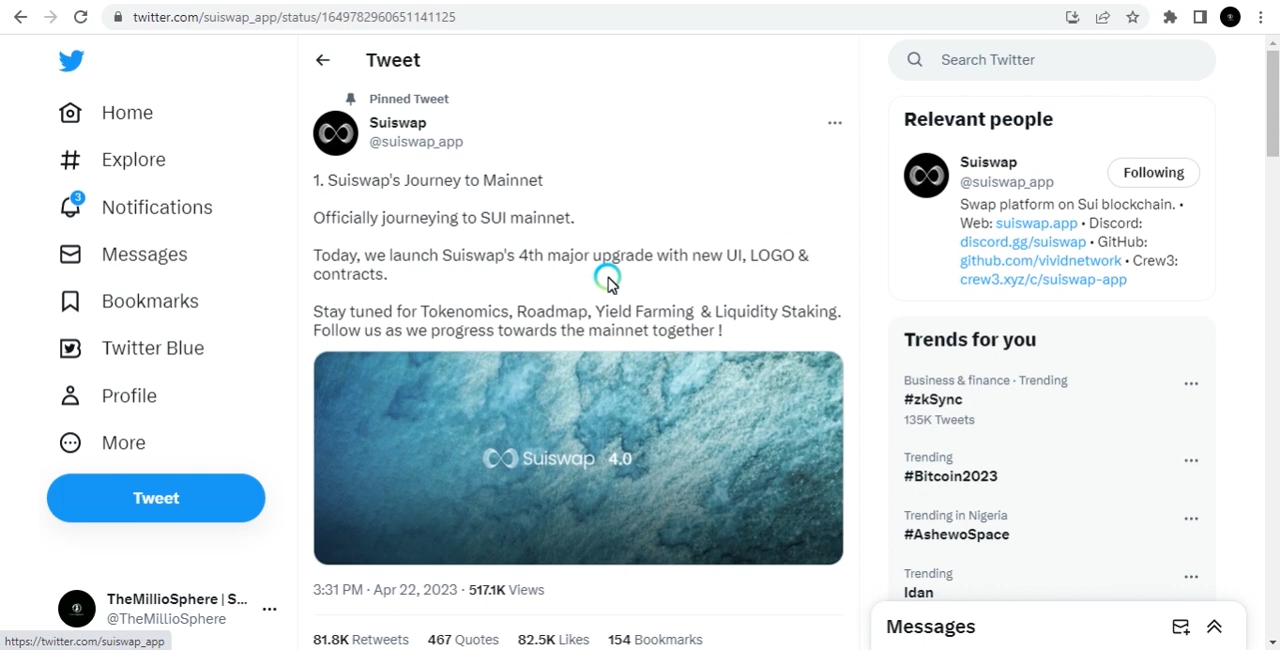 twitter.com/suiswap_app/status/1649782960651141125
Home
Explore
3
Notifications
Messages
Bookmarks
Twitter Blue
Profile
More
Tweet
TheMillioSphere | S...
@TheMillioSphere
https://twitter.com/suiswap_app
Tweet
Pinned Tweet
Suiswap
@suiswap_app
1. Suiswap's Journey to Mainnet
Officially journeying to SUI mainnet.
Today, we launch Suiswap's 4th major upgrade with new UI, LOGO &
contracts.
Stay tuned for Tokenomics, Roadmap, Yield Farming & Liquidity Staking.
Follow us as we progress towards the mainnet together !
Suiswap 4.0
3:31 PM · Apr 22, 2023 · 517.1K Views
81.8K Retweets 467 Quotes 82.5K Likes 154 Bookmarks
Search Twitter
Relevant people
Suiswap
@suiswap_app
Following
Swap platform on Sui blockchain. •
Web: suiswap.app • Discord:
discord.gg/suiswap • GitHub:
github.com/vividnetwork • Crew3:
crew3.xyz/c/suiswap-app
Trends for you
Business & finance · Trending
#zkSync
135K Tweets
Trending
#Bitcoin2023
Trending in Nigeria
#AshewoSpace
Trending
Idan
Messages